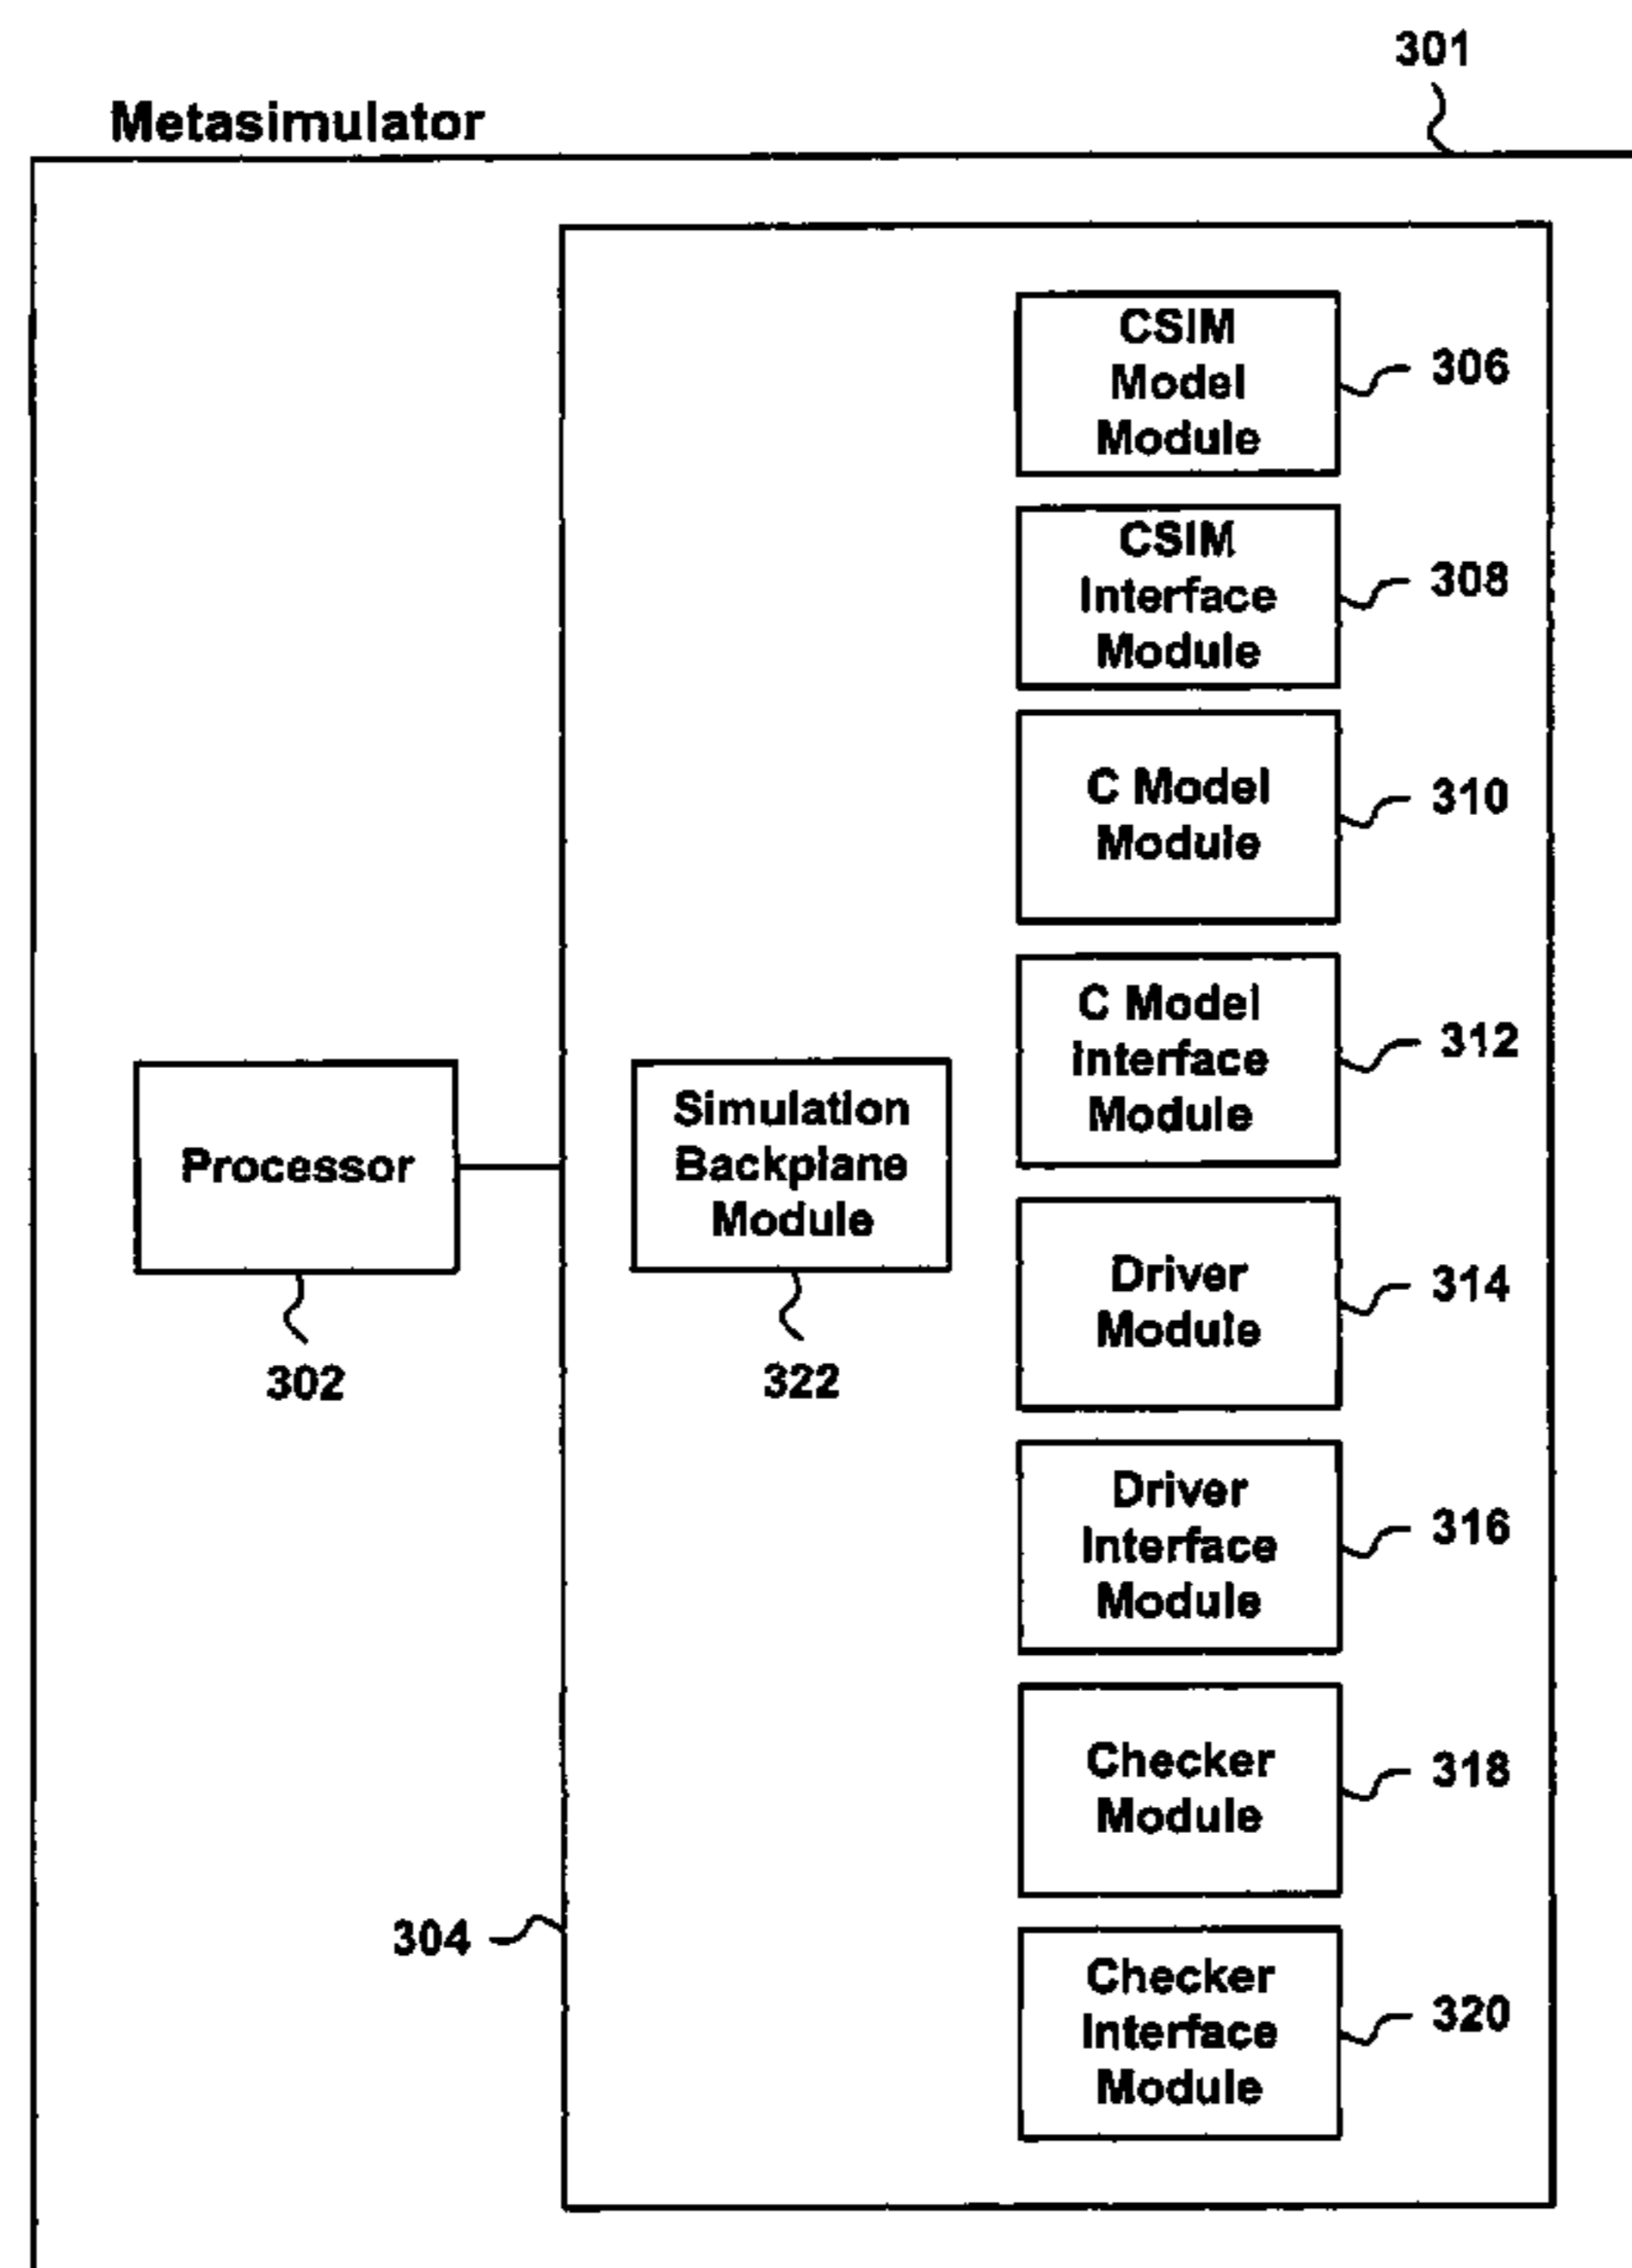 301
Metasimulator
CSIM
Model
Module
306
CSIM
Interface
Module
308
C Model
Module
310
C Model
Interface
Module
312
Processor
302
Simulation
Backplane
Module
322
Driver
Module
314
Driver
Interface
Module
316
Checker
Module
318
304
Checker
Interface
Module
320